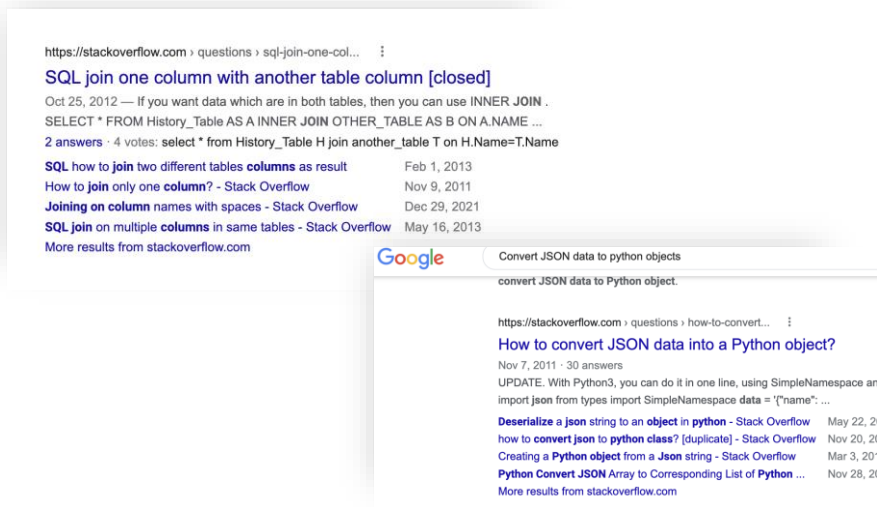 https://stackoverflow.com › questions › sql-join-one-col...
SQL join one column with another table column [closed]
Oct 25, 2012 — If you want data which are in both tables, then you can use INNER JOIN .
SELECT * FROM History_Table AS A INNER JOIN OTHER_TABLE AS B ON A.NAME ...
2 answers · 4 votes: select * from History_Table H join another_table T on H.Name=T.Name
SQL how to join two different tables columns as result Feb 1, 2013
How to join only one column? - Stack Overflow Nov 9, 2011
Joining on column names with spaces - Stack Overflow Dec 29, 2021
SQL join on multiple columns in same tables - Stack Overflow May 16, 2013
More results from stackoverflow.com
Google Convert JSON data to python objects
convert JSON data to Python object.
https://stackoverflow.com › questions › how-to-convert...
How to convert JSON data into a Python object?
Nov 7, 2011 · 30 answers
UPDATE. With Python3, you can do it in one line, using SimpleNamespace
import json from types import SimpleNamespace data = '{"name": ...
Deserialize a json string to an object in python - Stack Overflow May 22,
how to convert json to python class? [duplicate] - Stack Overflow Nov 20,
Creating a Python object from a Json string - Stack Overflow Mar 3,
Python Convert JSON Array to Corresponding List of Python ... Nov 28,
More results from stackoverflow.com